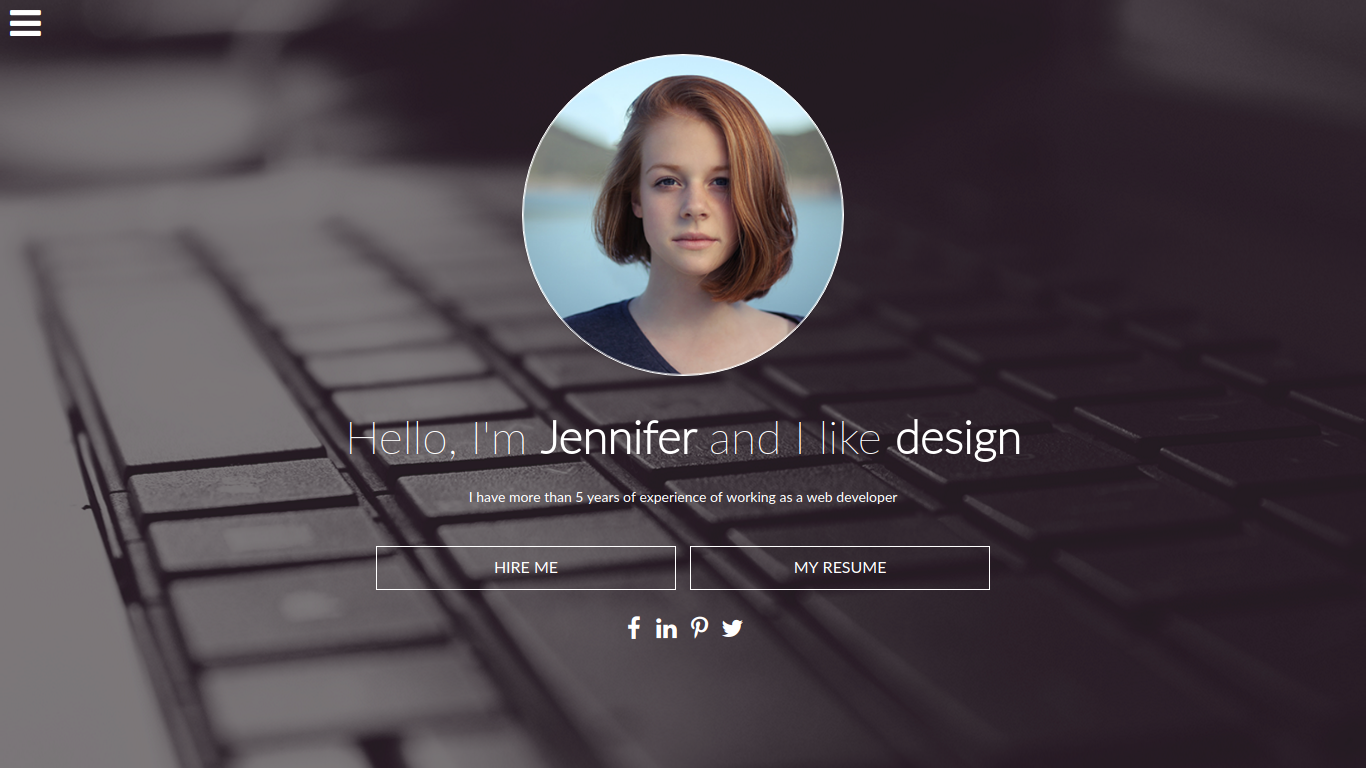 Hello, I'm Jennifer and I like design
I have more than 5 years of experience of working as a web developer
HIRE ME
MY RESUME